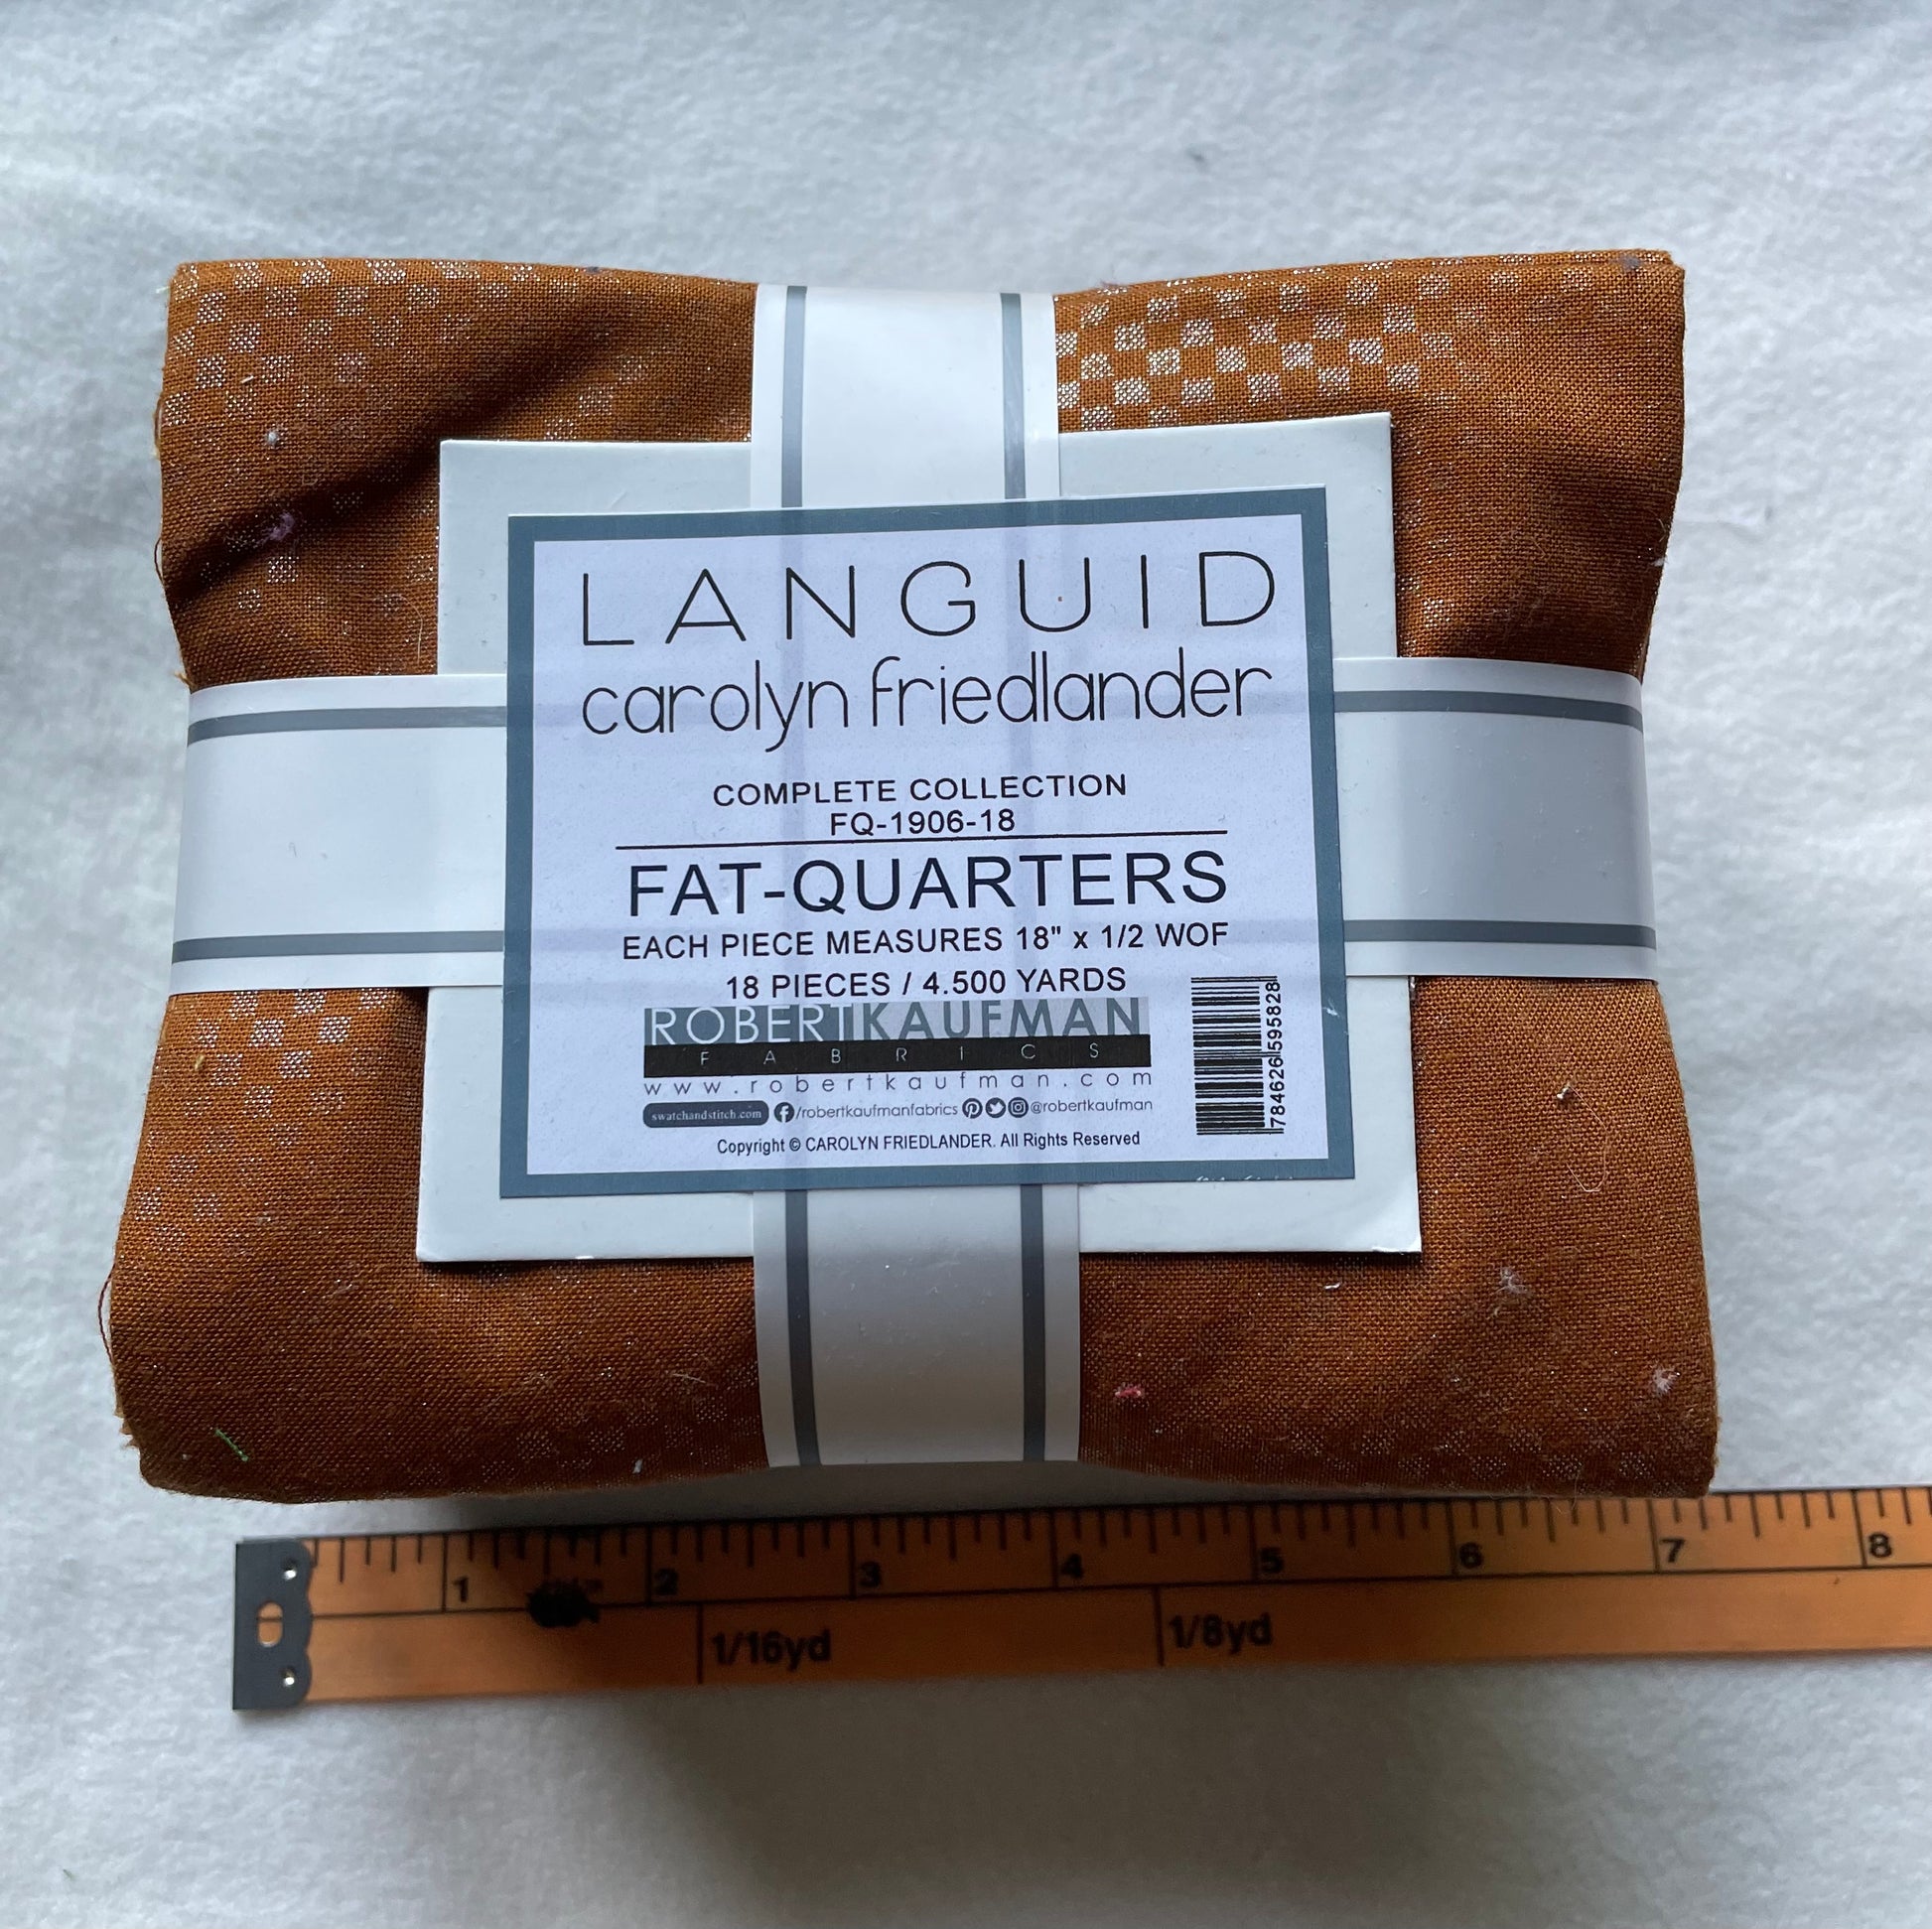 LANGUID
carolyn friedlander
COMPLETE COLLECTION
FQ-1906-18
FAT-QUARTERS
EACH PIECE MEASURES 18" x 1/2 WOF
18 PIECES / 4.500 YARDS
ROBERTKAUFMAN
FABRICS
www.robertkaufman.com
swatchandstitch.com /robertkaufmanfabrics @robertkaufman
Copyright © CAROLYN FRIEDLANDER. All Rights Reserved
784626595828
1 2 3 4 5 6 7 8
1/16yd 1/8yd